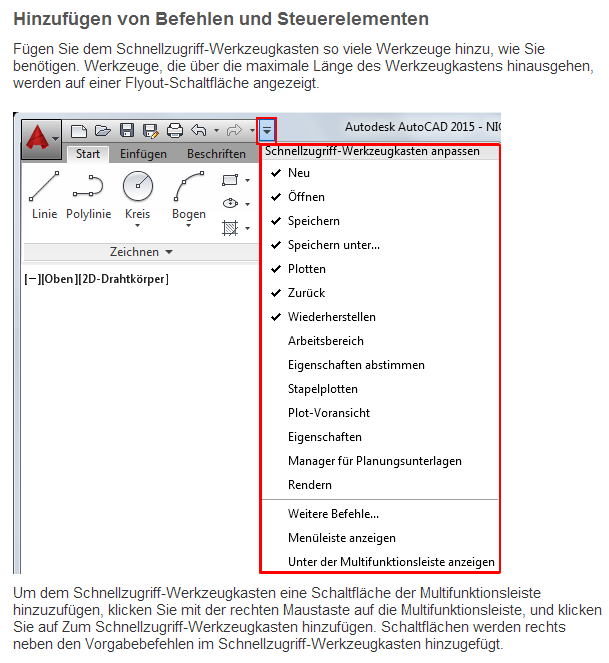 Hinzufügen von Befehlen und Steuerelementen
Fügen Sie dem Schnellzugriff-Werkzeugkasten so viele Werkzeuge hinzu, wie Sie
benötigen. Werkzeuge, die über die maximale Länge des Werkzeugkastens hinausgehen,
werden auf einer Flyout-Schaltfläche angezeigt.
Autodesk AutoCAD 2015 - NIC
Start Einfügen Beschriften
Linie Polylinie Kreis Bogen
Zeichnen
[−][Oben][2D-Drahtkörper]
Schnellzugriff-Werkzeugkasten anpassen
Neu
Öffnen
Speichern
Speichern unter...
Plotten
Zurück
Wiederherstellen
Arbeitsbereich
Eigenschaften abstimmen
Stapelplotten
Plot-Voransicht
Eigenschaften
Manager für Planungsunterlagen
Rendern
Weitere Befehle...
Menüleiste anzeigen
Unter der Multifunktionsleiste anzeigen
Um dem Schnellzugriff-Werkzeugkasten eine Schaltfläche der Multifunktionsleiste
hinzuzufügen, klicken Sie mit der rechten Maustaste auf die Multifunktionsleiste, und klicken
Sie auf Zum Schnellzugriff-Werkzeugkasten hinzufügen. Schaltflächen werden rechts
neben den Vorgabebefehlen im Schnellzugriff-Werkzeugkasten hinzugefügt.